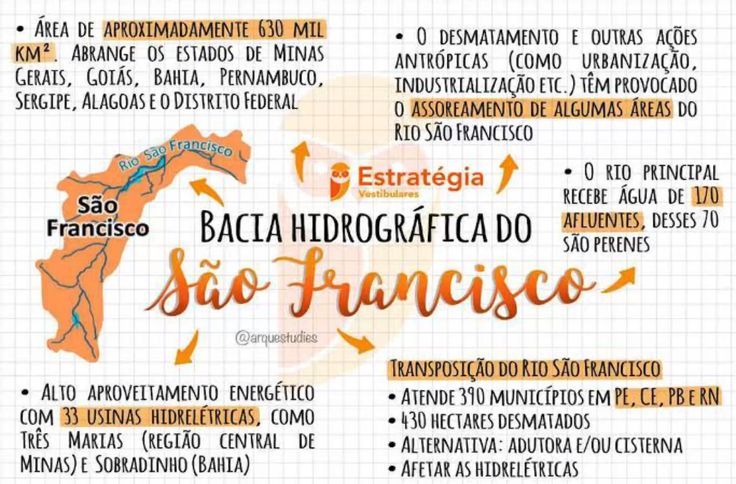 • Área de aproximadamente 630 mil
km². Abrange os estados de Minas
Gerais, Goiás, Bahia, Pernambuco,
Sergipe, Alagoas e o Distrito Federal
• O desmatamento e outras ações
antrópicas (como urbanização,
industrialização etc.) têm provocado
o assoreamento de algumas áreas do
Rio São Francisco
Rio São Francisco
São
Francisco
Estratégia
Vestibulares
• O rio principal
recebe água de 170
afluentes, desses 70
são perenes
Bacia hidrográfica do
São Francisco
@arquestudies
• Alto aproveitamento energético
com 33 usinas hidrelétricas, como
Três Marias (região central de
Minas) e Sobradinho (Bahia)
Transposição do Rio São Francisco
• Atende 390 municípios em PE, CE, PB e RN
• 430 hectares desmatados
• Alternativa: adutora e/ou cisterna
• Afetar as hidrelétricas